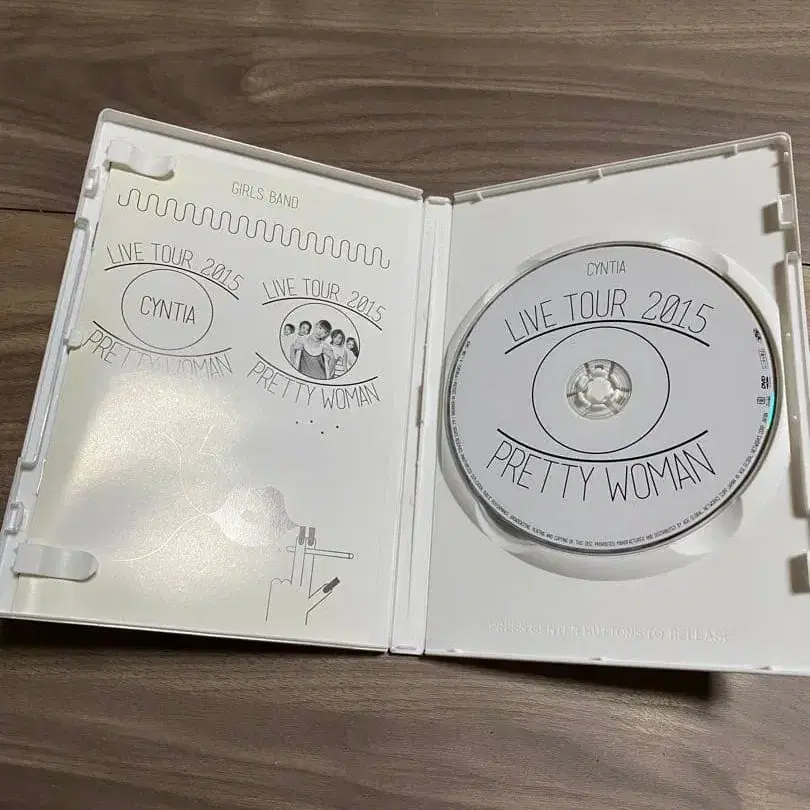 GIRLS BAND
LIVE TOUR 2015
CYNTIA
PRETTY WOMAN
LIVE TOUR 2015
PRETTY WOMAN
CYNTIA
LIVE TOUR 2015
DVD
PRETTY WOMAN
PRESS CENTER BUTTONS TO RELEASE